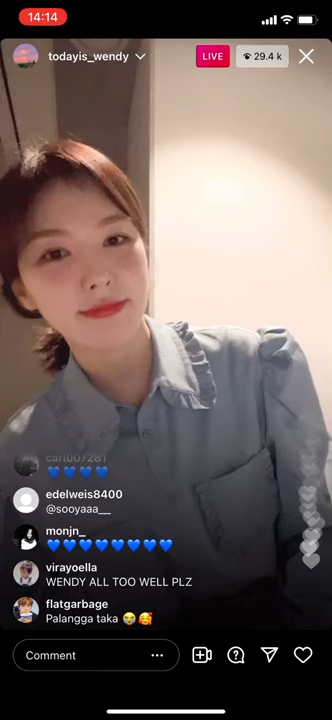 14:14
todayis_wendy
LIVE
29.4 k
carl007281
💙💙💙💙
edelweis8400
@sooyaaa__
monjn_
💙💙💙💙💙💙💙💙
virayoella
WENDY ALL TOO WELL PLZ
flatgarbage
Palangga taka 😭🥰
Comment